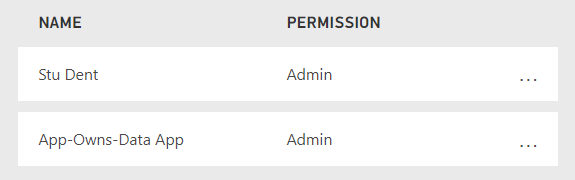 NAME PERMISSION
Stu Dent Admin ...
App-Owns-Data App Admin ...